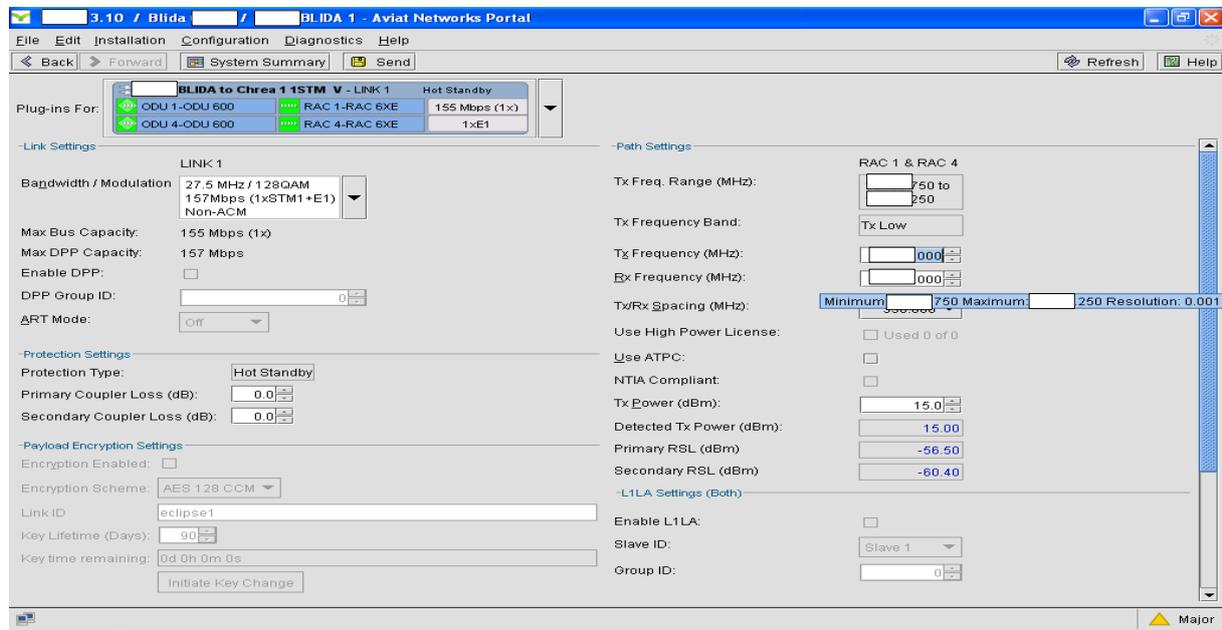 3.10 / Blida / BLIDA 1 - Aviat Networks Portal
File Edit Installation Configuration Diagnostics Help
Back Forward System Summary Send Refresh Help
Plug-ins For:
BLIDA to Chrea 1 1STM V - LINK 1 Hot Standby
ODU 1-ODU 600 RAC 1-RAC 6XE 155 Mbps (1x)
ODU 4-ODU 600 RAC 4-RAC 6XE 1xE1
Link Settings
LINK 1
Bandwidth / Modulation
27.5 MHz / 128QAM
157Mbps (1xSTM1+E1)
Non-ACM
Max Bus Capacity: 155 Mbps (1x)
Max DPP Capacity: 157 Mbps
Enable DPP:
DPP Group ID: 0
ART Mode: Off
Protection Settings
Protection Type: Hot Standby
Primary Coupler Loss (dB): 0.0
Secondary Coupler Loss (dB): 0.0
Payload Encryption Settings
Encryption Enabled:
Encryption Scheme: AES 128 CCM
Link ID eclipse1
Key Lifetime (Days): 90
Key time remaining: 0d 0h 0m 0s
Initiate Key Change
Path Settings
RAC 1 & RAC 4
Tx Freq. Range (MHz): 750 to
250
Tx Frequency Band: Tx Low
Tx Frequency (MHz): 000
Rx Frequency (MHz): 000
Minimum 750 Maximum: 250 Resolution: 0.001
Tx/Rx Spacing (MHz):
Use High Power License: Used 0 of 0
Use ATPC:
NTIA Compliant:
Tx Power (dBm): 15.0
Detected Tx Power (dBm): 15.00
Primary RSL (dBm) -56.50
Secondary RSL (dBm) -60.40
L1LA Settings (Both)
Enable L1LA:
Slave ID: Slave 1
Group ID: 0
Major